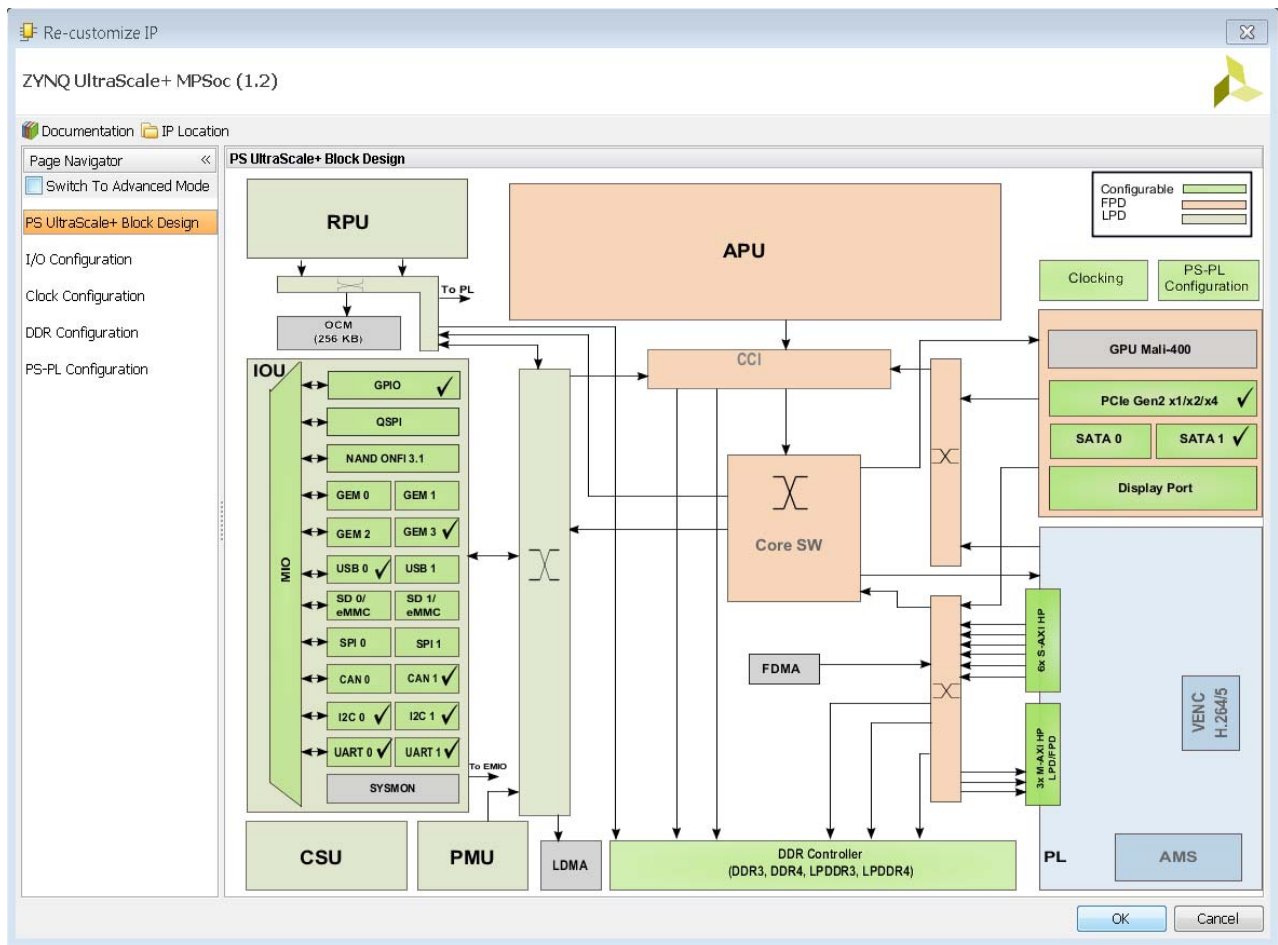 Re-customize IP
ZYNQ UltraScale+ MPSoc (1.2)
Documentation IP Location
Page Navigator «
Switch To Advanced Mode
PS UltraScale+ Block Design
I/O Configuration
Clock Configuration
DDR Configuration
PS-PL Configuration
PS UltraScale+ Block Design
Configurable
FPD
LPD
RPU
APU
Clocking
PS-PL
Configuration
To PL
OCM
(256 KB)
CCI
GPU Mali-400
PCIe Gen2 x1/x2/x4
SATA 0
SATA 1
Display Port
IOU
MIO
GPIO
QSPI
NAND ONFI 3.1
GEM 0
GEM 1
GEM 2
GEM 3
USB 0
USB 1
SD 0/
eMMC
SD 1/
eMMC
SPI 0
SPI 1
CAN 0
CAN 1
I2C 0
I2C 1
UART 0
UART 1
SYSMON
To EMIO
Core SW
FDMA
6x S-AXI HP
3x M-AXI HP
LPD/FPD
VENC
H.264/5
PL
AMS
CSU
PMU
LDMA
DDR Controller
(DDR3, DDR4, LPDDR3, LPDDR4)
OK
Cancel